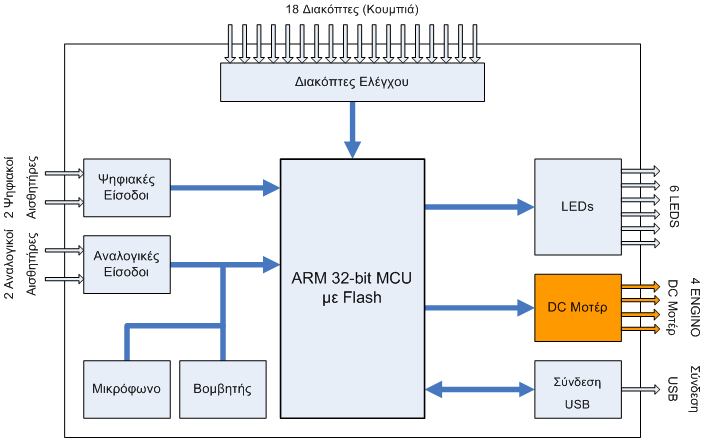 18 Διακόπτες (Κουμπιά)
Διακόπτες Ελέγχου
2 Ψηφιακοί
Αισθητήρες
Ψηφιακές
Είσοδοι
2 Αναλογικοί
Αισθητήρες
Αναλογικές
Είσοδοι
Μικρόφωνο
Βομβητής
ARM 32-bit MCU
με Flash
LEDs
6 LEDS
DC Μοτέρ
4 ENGINO
DC Μοτέρ
Σύνδεση
USB
Σύνδεση
USB